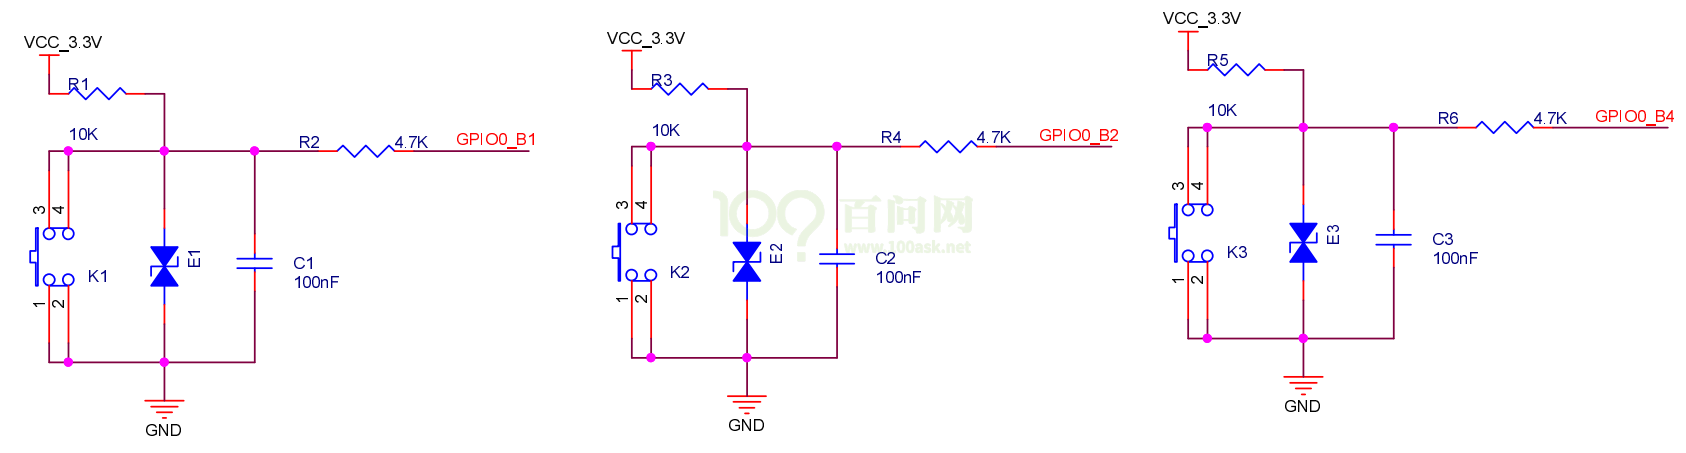 VCC_3.3V
R1
10K
R2
4.7K
GPIO0_B1
3
4
K1
1
2
E1
C1
100nF
GND
VCC_3.3V
R3
10K
R4
4.7K
GPIO0_B2
3
4
K2
1
2
E2
C2
100nF
GND
100?
百问网
www.100ask.net
VCC_3.3V
R5
10K
R6
4.7K
GPIO0_B4
3
4
K3
1
2
E3
C3
100nF
GND